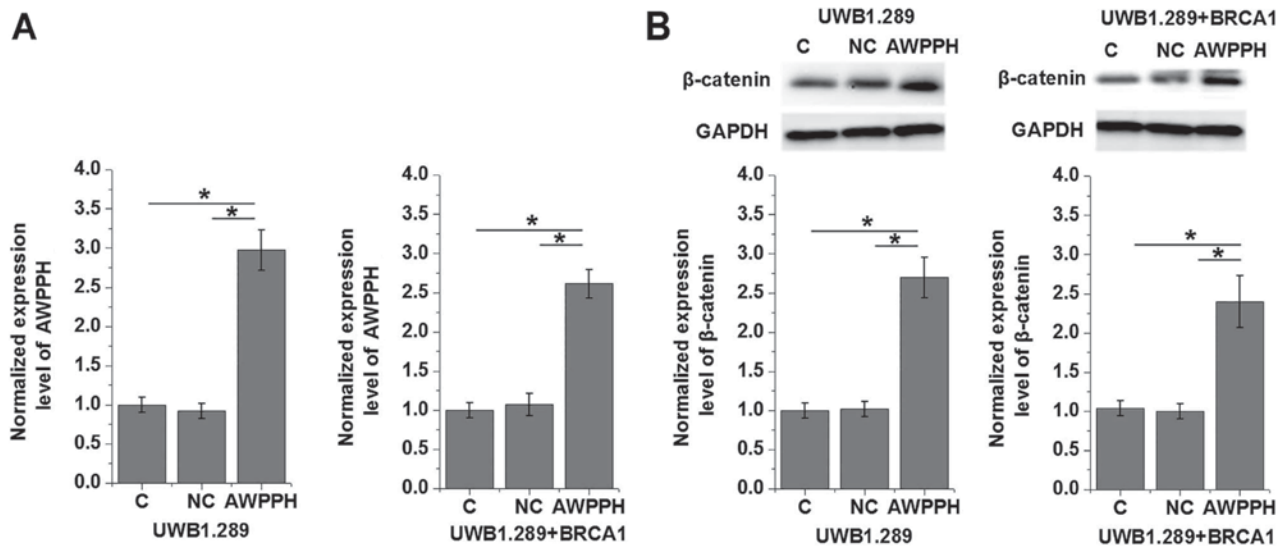 A
4.0
3.5
3.0
2.5
2.0
1.5
1.0
0.5
0.0
Normalized expression
level of AWPPH
*
*
C NC AWPPH
UWB1.289
4.0
3.5
3.0
2.5
2.0
1.5
1.0
0.5
0.0
Normalized expression
level of AWPPH
*
*
C NC AWPPH
UWB1.289+BRCA1
B
UWB1.289
C NC AWPPH
β-catenin
GAPDH
4.0
3.5
3.0
2.5
2.0
1.5
1.0
0.5
0.0
Normalized expression
level of β-catenin
*
*
C NC AWPPH
UWB1.289
UWB1.289+BRCA1
C NC AWPPH
β-catenin
GAPDH
4.0
3.5
3.0
2.5
2.0
1.5
1.0
0.5
0.0
Normalized expression
level of β-catenin
*
*
C NC AWPPH
UWB1.289+BRCA1